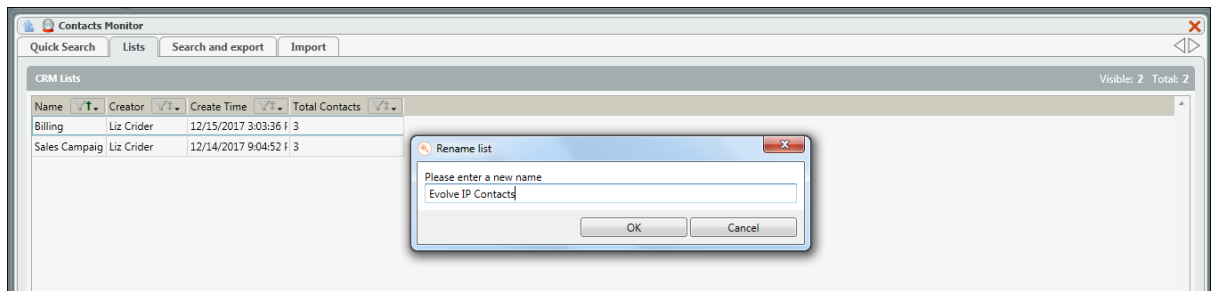 Contacts Monitor
Quick Search Lists Search and export Import
CRM Lists Visible: 2 Total: 2
Name Creator Create Time Total Contacts
Billing Liz Crider 12/15/2017 3:03:36 F 3
Sales Campaig Liz Crider 12/14/2017 9:04:52 F 3
Rename list
Please enter a new name
Evolve IP Contacts
OK Cancel